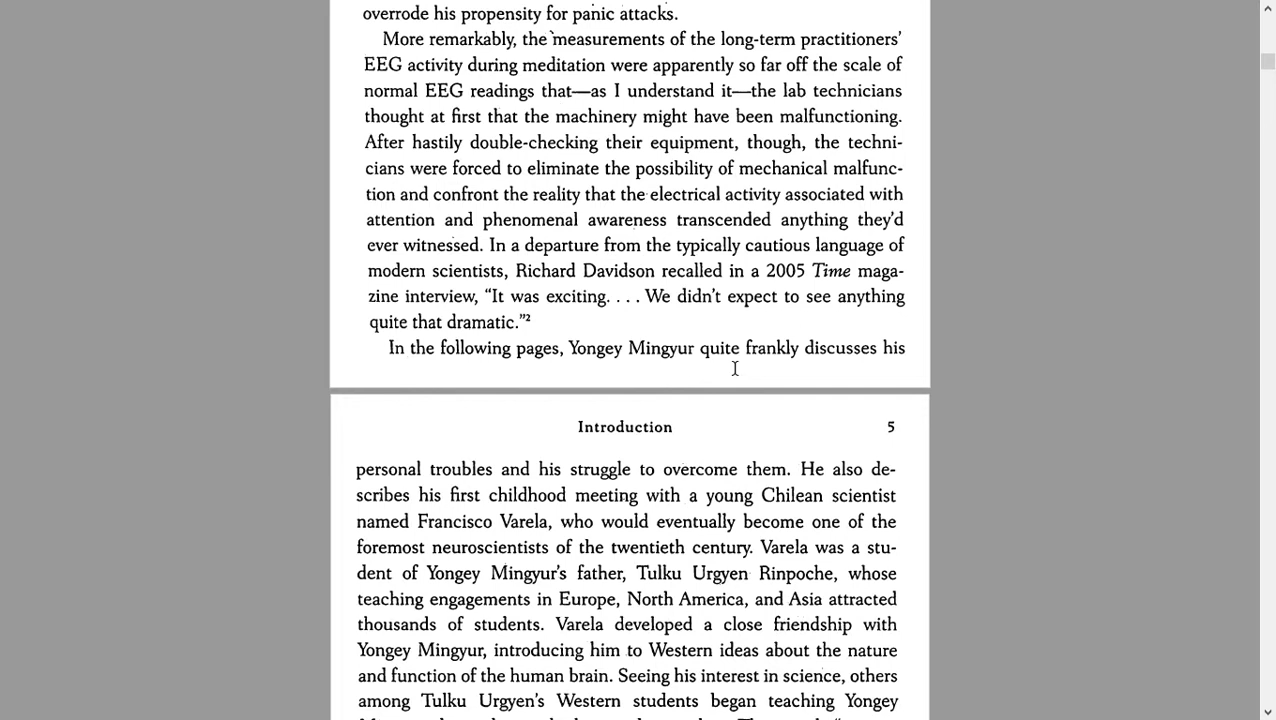 overrode his propensity for panic attacks.
More remarkably, the measurements of the long-term practitioners'
EEG activity during meditation were apparently so far off the scale of
normal EEG readings that—as I understand it—the lab technicians
thought at first that the machinery might have been malfunctioning.
After hastily double-checking their equipment, though, the techni-
cians were forced to eliminate the possibility of mechanical malfunc-
tion and confront the reality that the electrical activity associated with
attention and phenomenal awareness transcended anything they'd
ever witnessed. In a departure from the typically cautious language of
modern scientists, Richard Davidson recalled in a 2005 Time maga-
zine interview, “It was exciting. . . . We didn't expect to see anything
quite that dramatic.”²
In the following pages, Yongey Mingyur quite frankly discusses his
Introduction 5
personal troubles and his struggle to overcome them. He also de-
scribes his first childhood meeting with a young Chilean scientist
named Francisco Varela, who would eventually become one of the
foremost neuroscientists of the twentieth century. Varela was a stu-
dent of Yongey Mingyur's father, Tulku Urgyen Rinpoche, whose
teaching engagements in Europe, North America, and Asia attracted
thousands of students. Varela developed a close friendship with
Yongey Mingyur, introducing him to Western ideas about the nature
and function of the human brain. Seeing his interest in science, others
among Tulku Urgyen's Western students began teaching Yongey